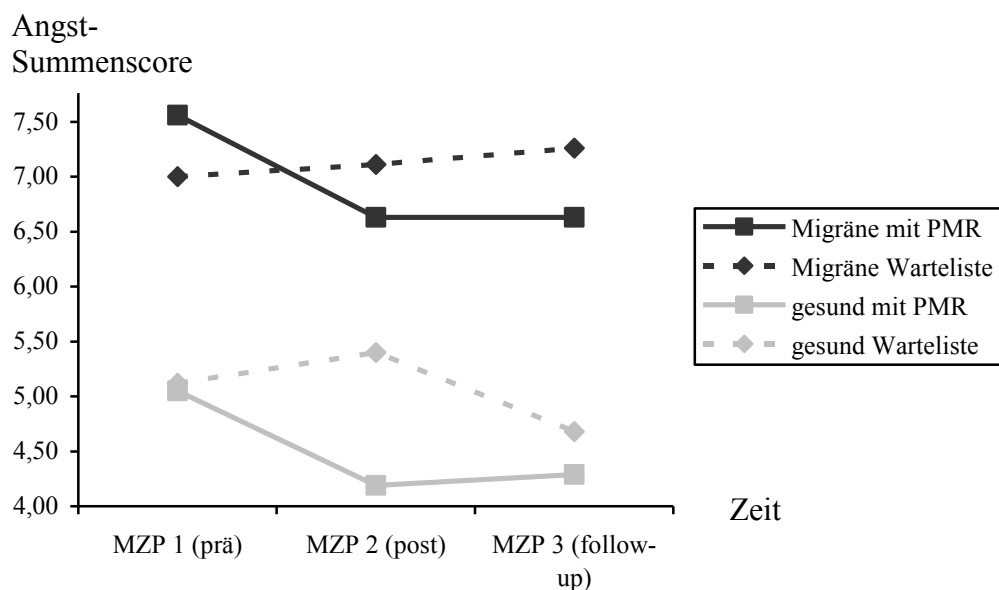 Angst-
Summenscore
7,50
7,00
6,50
6,00
5,50
5,00
4,50
4,00
MZP 1 (prä)
MZP 2 (post)
MZP 3 (follow-
up)
Zeit
Migräne mit PMR
Migräne Warteliste
gesund mit PMR
gesund Warteliste